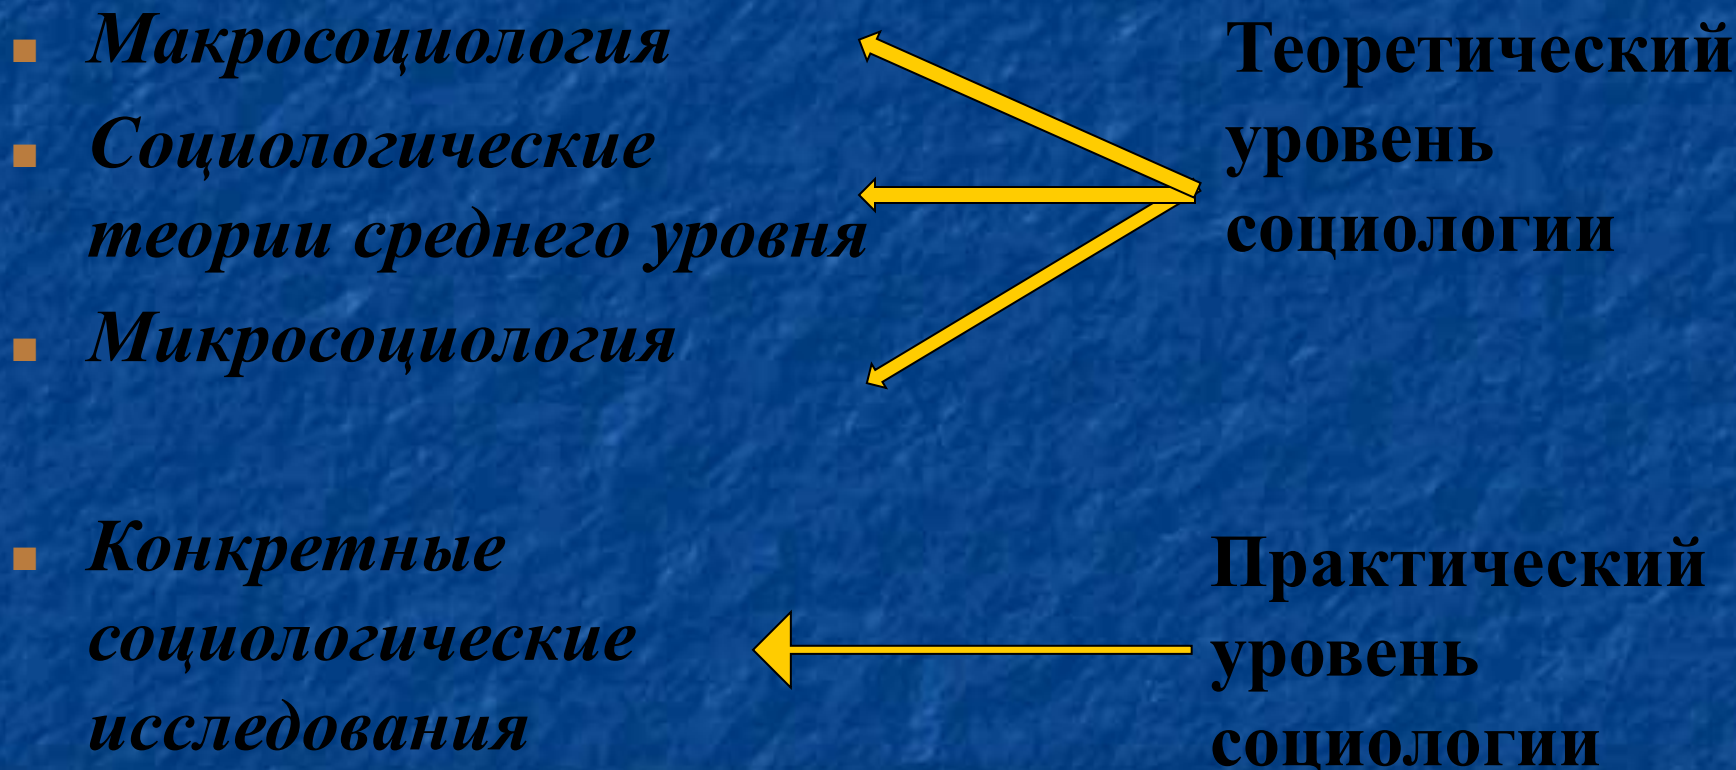 Макросоциология
Социологические
теории среднего уровня
Микросоциология
Теоретический
уровень
социологии
Конкретные
социологические
исследования
Практический
уровень
социологии